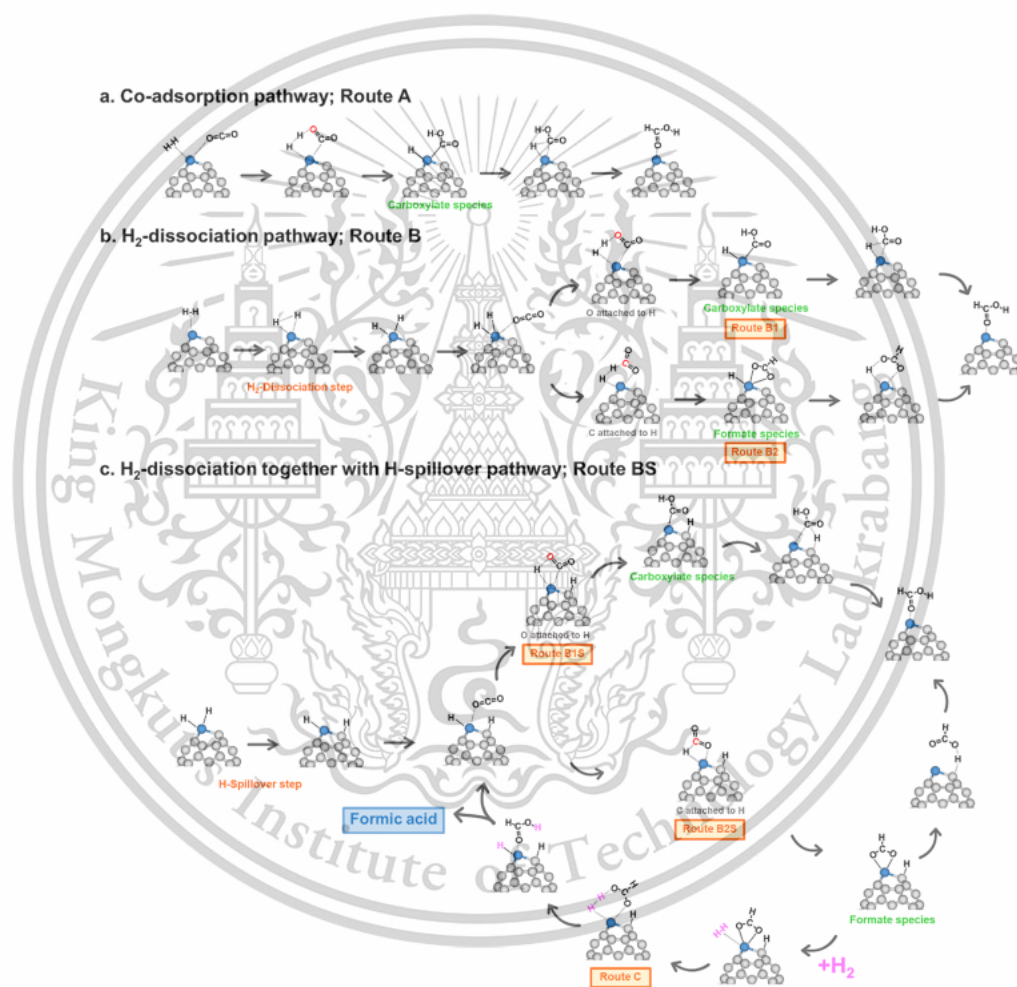 a. Co-adsorption pathway; Route A
H-H
O=C=O
H
H
O
C=O
H-O
H
C=O
H-O
H
C=O
H
C-O
H
O
Carboxylate species
b. H₂-dissociation pathway; Route B
H-H
H
H
H
H
H
H
O=C=O
H₂-Dissociation step
H
H
O
C=O
O attached to H
H-O
H
C=O
Carboxylate species
Route B1
H-O
H
C=O
H
C-O
H
O
O
C
O
H
H
C attached to H
H
O
C
O
H
Formate species
Route B2
H
O
C
O
H
c. H₂-dissociation together with H-spillover pathway; Route BS
H
H
H
H
H-Spillover step
H
O=C=O
H
O
C=O
H
H
O attached to H
Route B1S
H-O
C=O
H
Carboxylate species
H-O
C=O
H
H
C-O
H
O
O
C
O
H
H
C attached to H
Route B2S
H
O
C
O
H
Formate species
H
O
C
O
H
+H₂
H-H
H
O
C
O
H
H
H
O
C
H
O
H
Route C
H
C-O
H
O
H
H
Formic acid
King Mongkut's Institute of Technology Ladkrabang